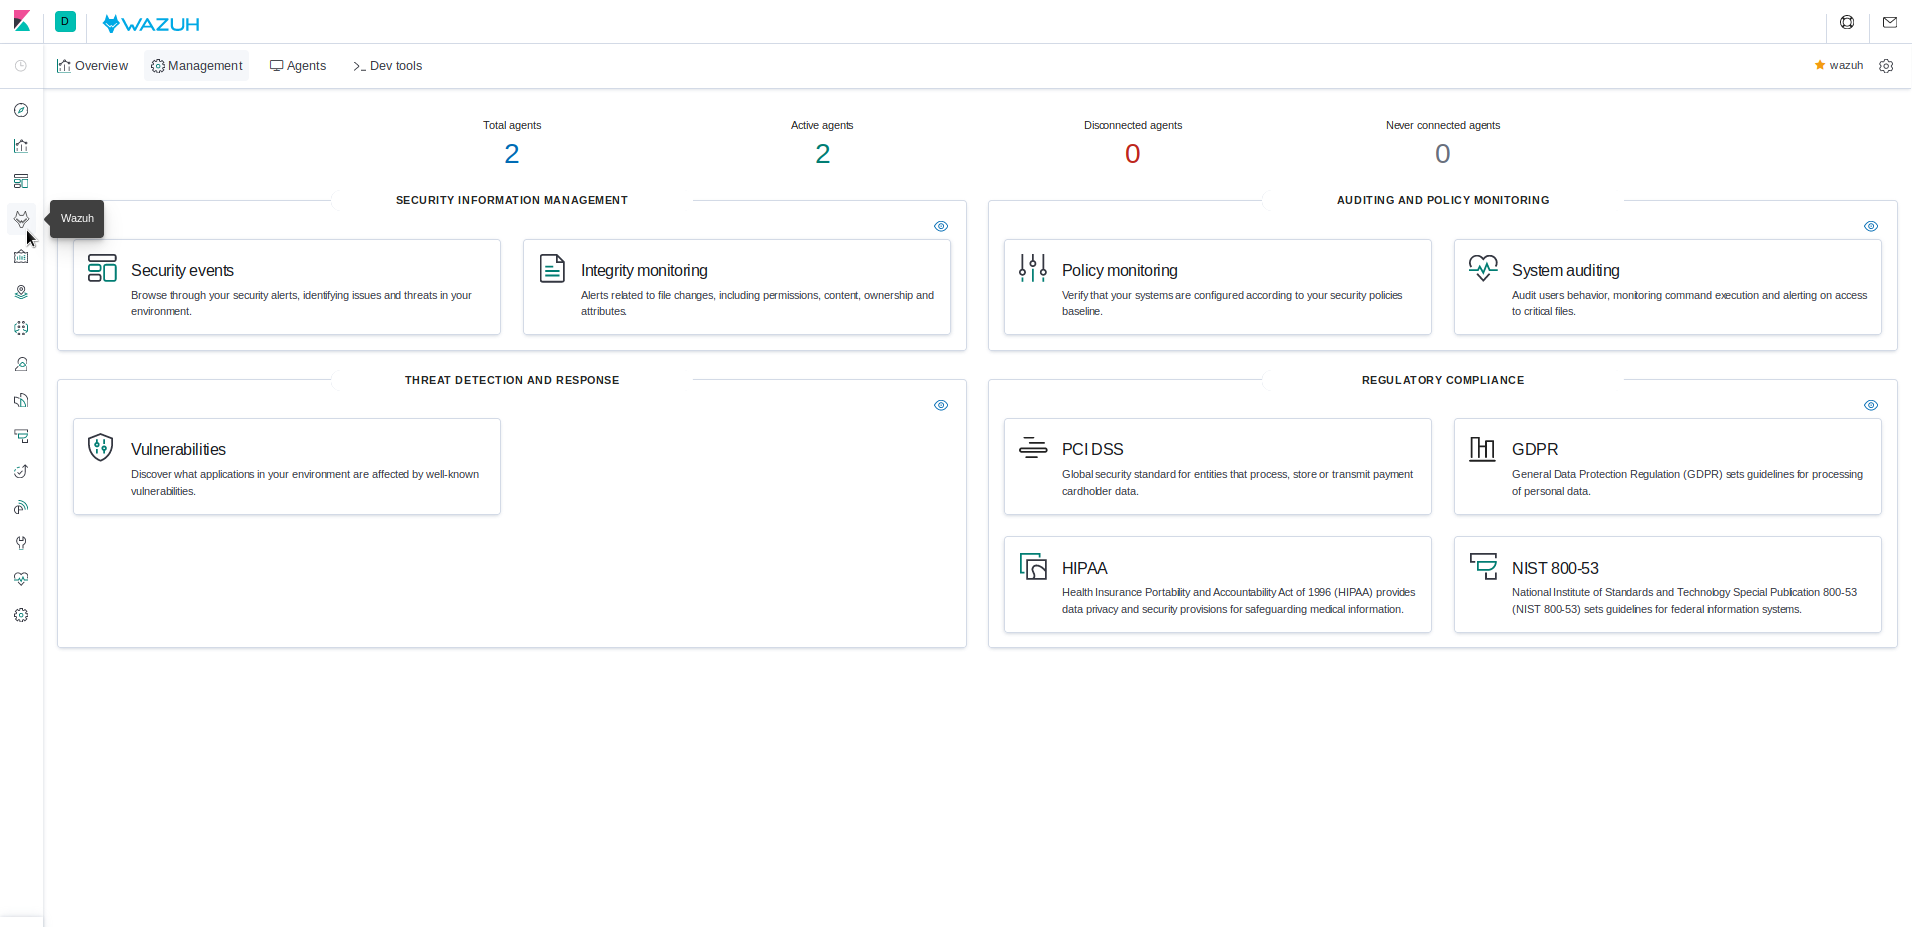 D
WAZUH
Overview
Management
Agents
>_ Dev tools
wazuh
Total agents
2
Active agents
2
Disconnected agents
0
Never connected agents
0
Wazuh
SECURITY INFORMATION MANAGEMENT
Security events
Browse through your security alerts, identifying issues and threats in your
environment.
Integrity monitoring
Alerts related to file changes, including permissions, content, ownership and
attributes.
AUDITING AND POLICY MONITORING
Policy monitoring
Verify that your systems are configured according to your security policies
baseline.
System auditing
Audit users behavior, monitoring command execution and alerting on access
to critical files.
THREAT DETECTION AND RESPONSE
Vulnerabilities
Discover what applications in your environment are affected by well-known
vulnerabilities.
REGULATORY COMPLIANCE
PCI DSS
Global security standard for entities that process, store or transmit payment
cardholder data.
GDPR
General Data Protection Regulation (GDPR) sets guidelines for processing
of personal data.
HIPAA
Health Insurance Portability and Accountability Act of 1996 (HIPAA) provides
data privacy and security provisions for safeguarding medical information.
NIST 800-53
National Institute of Standards and Technology Special Publication 800-53
(NIST 800-53) sets guidelines for federal information systems.